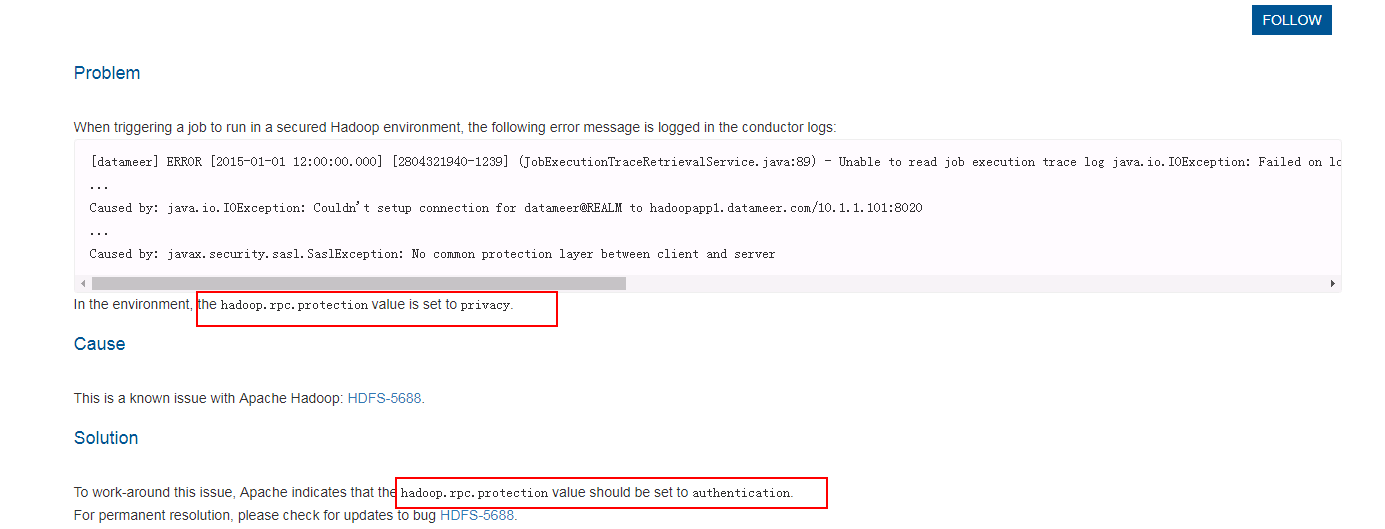 FOLLOW
Problem
When triggering a job to run in a secured Hadoop environment, the following error message is logged in the conductor logs:
[datameer] ERROR [2015-01-01 12:00:00.000] [2804321940-1239] (JobExecutionTraceRetrievalService.java:89) - Unable to read job execution trace log java.io.IOException: Failed on lo
...
Caused by: java.io.IOException: Couldn't setup connection for datameer@REALM to hadoopapp1.datameer.com/10.1.1.101:8020
...
Caused by: javax.security.sasl.SaslException: No common protection layer between client and server
In the environment, the hadoop.rpc.protection value is set to privacy.
Cause
This is a known issue with Apache Hadoop: HDFS-5688.
Solution
To work-around this issue, Apache indicates that the hadoop.rpc.protection value should be set to authentication.
For permanent resolution, please check for updates to bug HDFS-5688.